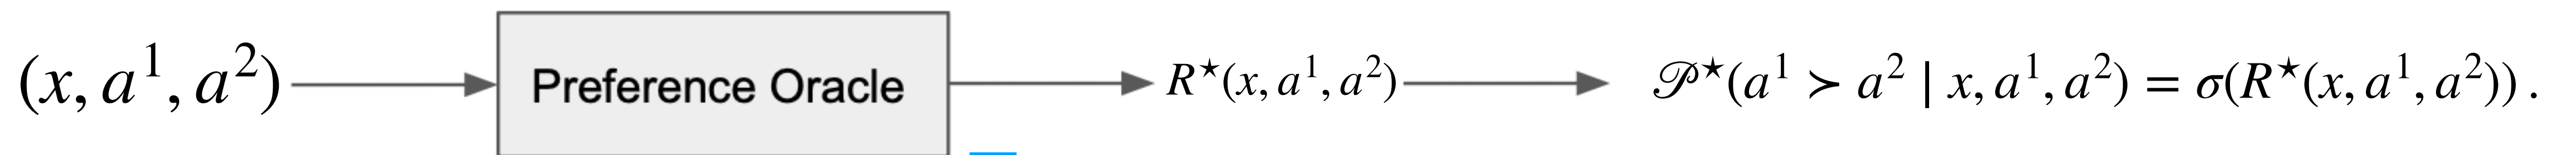 (x, a¹, a²) Preference Oracle R★(x, a¹, a²) 𝒫★(a¹ ≻ a² | x, a¹, a²) = σ(R★(x, a¹, a²)) .